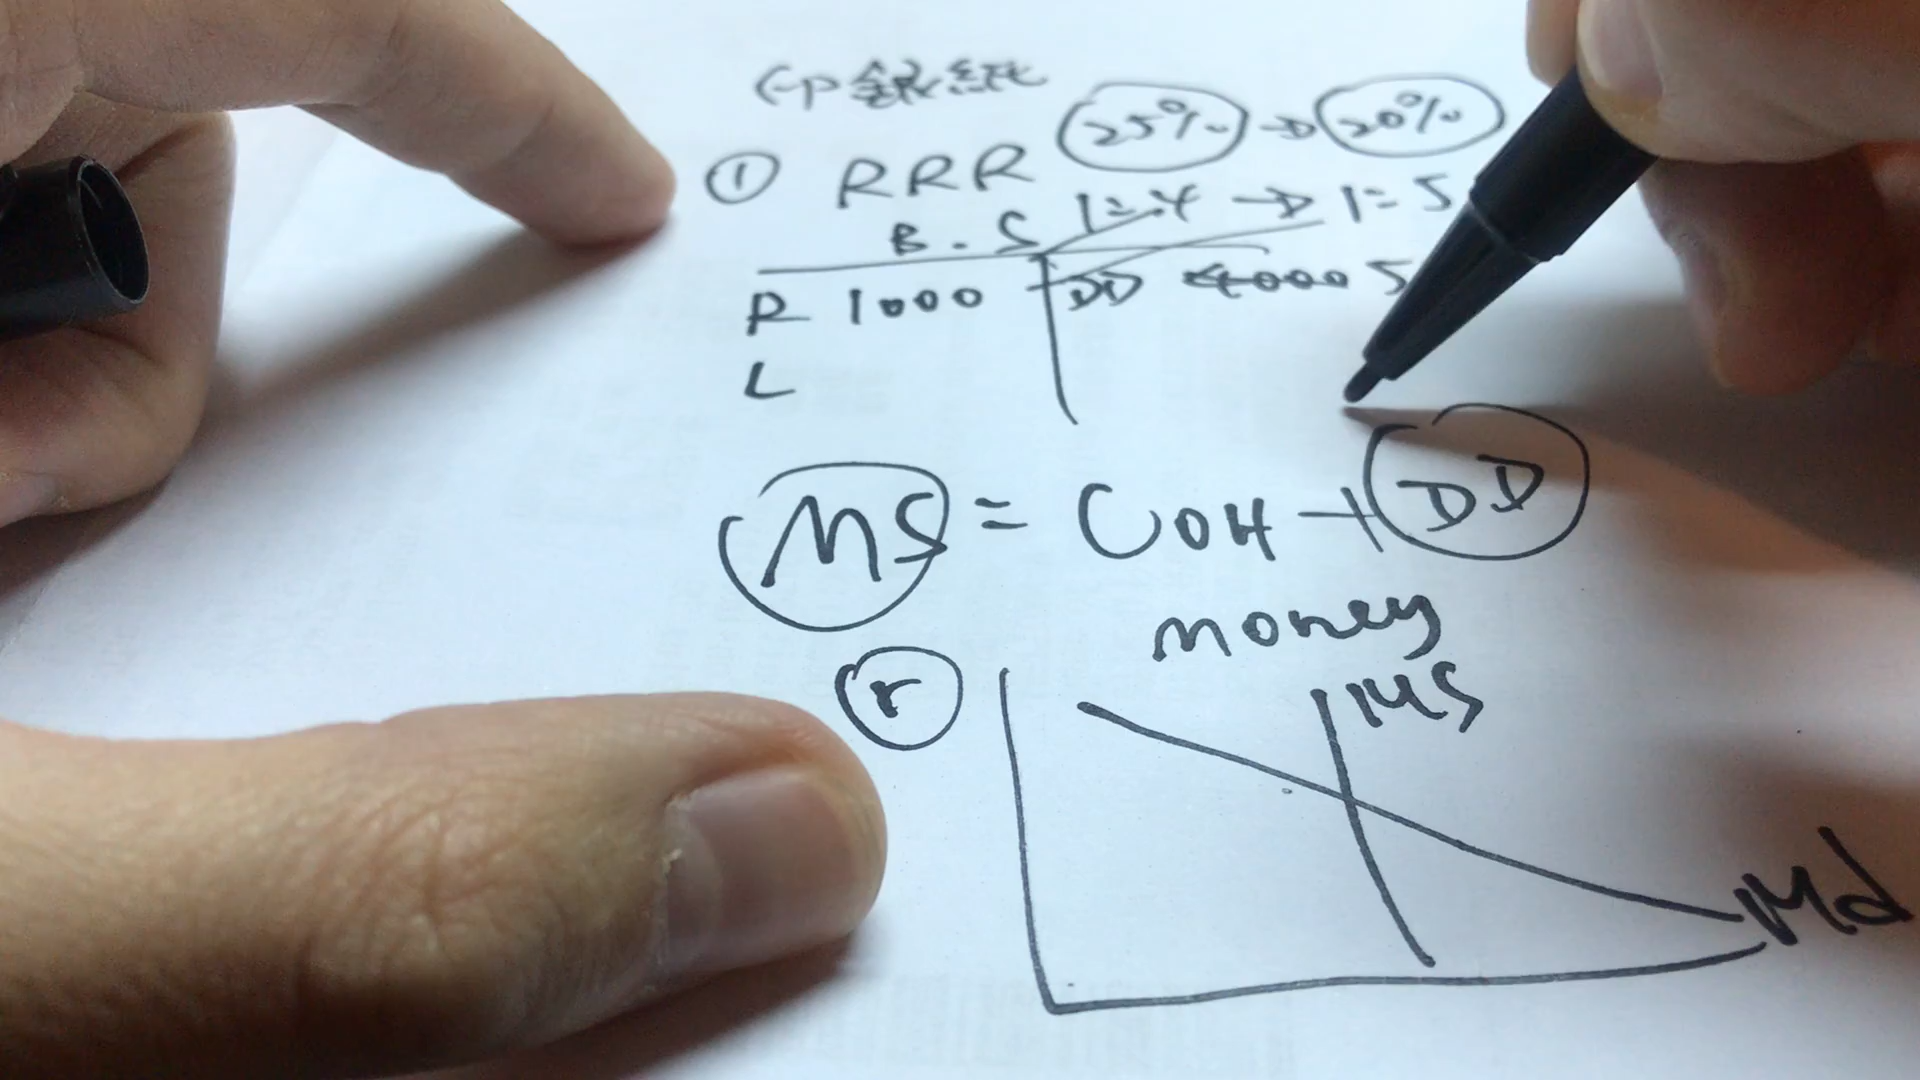 印銀紙
① RRR 25% → 20%
B.S 1:4 → 1:5
R 1000 DD 4000 5
L
MS = COH + DD
money
r MS
Md